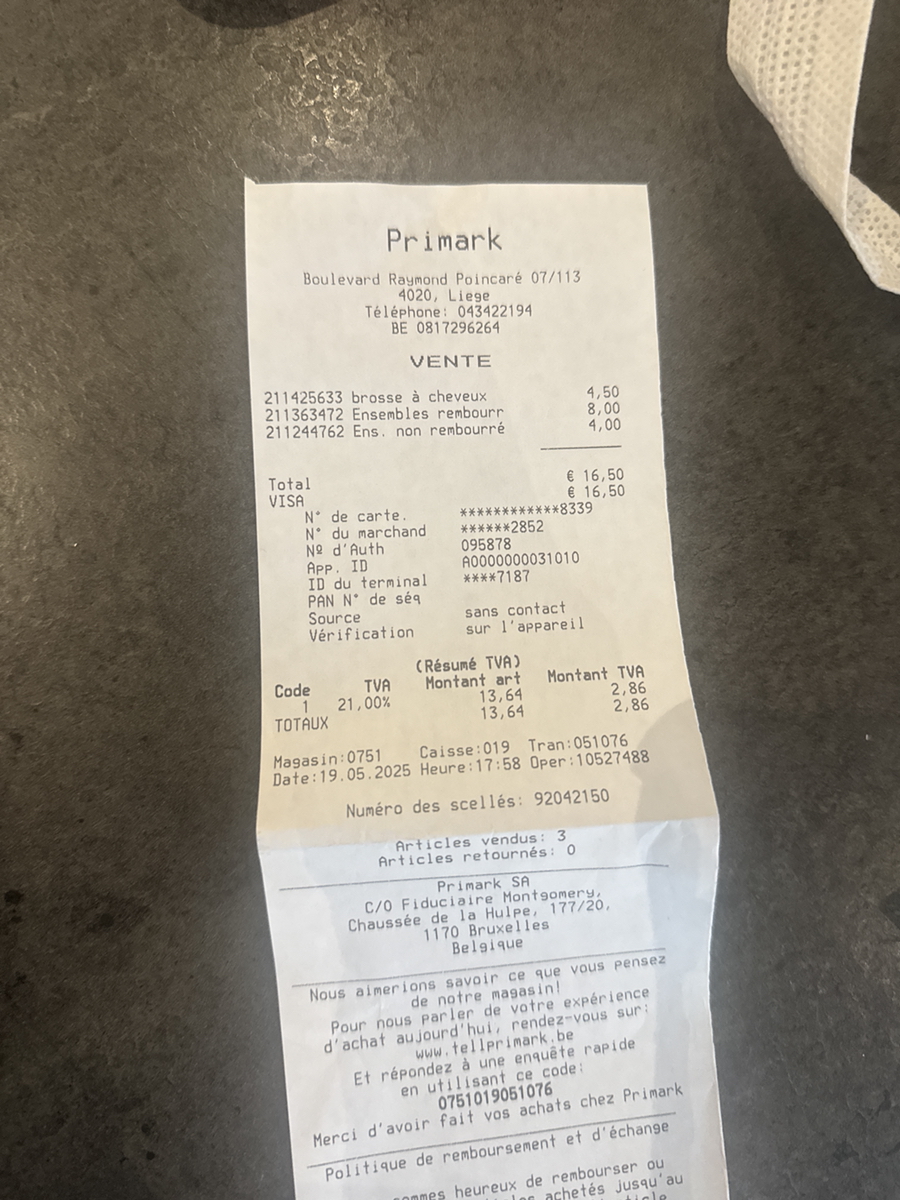 Primark
Boulevard Raymond Poincaré 07/113
4020, Liege
Téléphone: 043422194
BE 0817296264
VENTE
211425633 brosse à cheveux 4,50
211363472 Ensembles rembourr 8,00
211244762 Ens. non rembourré 4,00
Total € 16,50
VISA € 16,50
N° de carte. ************8339
N° du marchand ******2852
Nº d'Auth 095878
App. ID A0000000031010
ID du terminal ****7187
PAN N° de séq
Source sans contact
Vérification sur l'appareil
(Résumé TVA)
Code TVA Montant art Montant TVA
1 21,00% 13,64 2,86
TOTAUX 13,64 2,86
Magasin:0751 Caisse:019 Tran:051076
Date:19.05.2025 Heure:17:58 Oper:10527488
Numéro des scellés: 92042150
Articles vendus: 3
Articles retournés: 0
Primark SA
C/O Fiduciaire Montgomery,
Chaussée de la Hulpe, 177/20,
1170 Bruxelles
Belgique
Nous aimerions savoir ce que vous pensez
de notre magasin!
Pour nous parler de votre expérience
d'achat aujourd'hui, rendez-vous sur:
www.tellprimark.be
Et répondez à une enquête rapide
en utilisant ce code:
0751019051076
Merci d'avoir fait vos achats chez Primark
Politique de remboursement et d'échange
heureux de rembourser ou
achetés jusqu'au